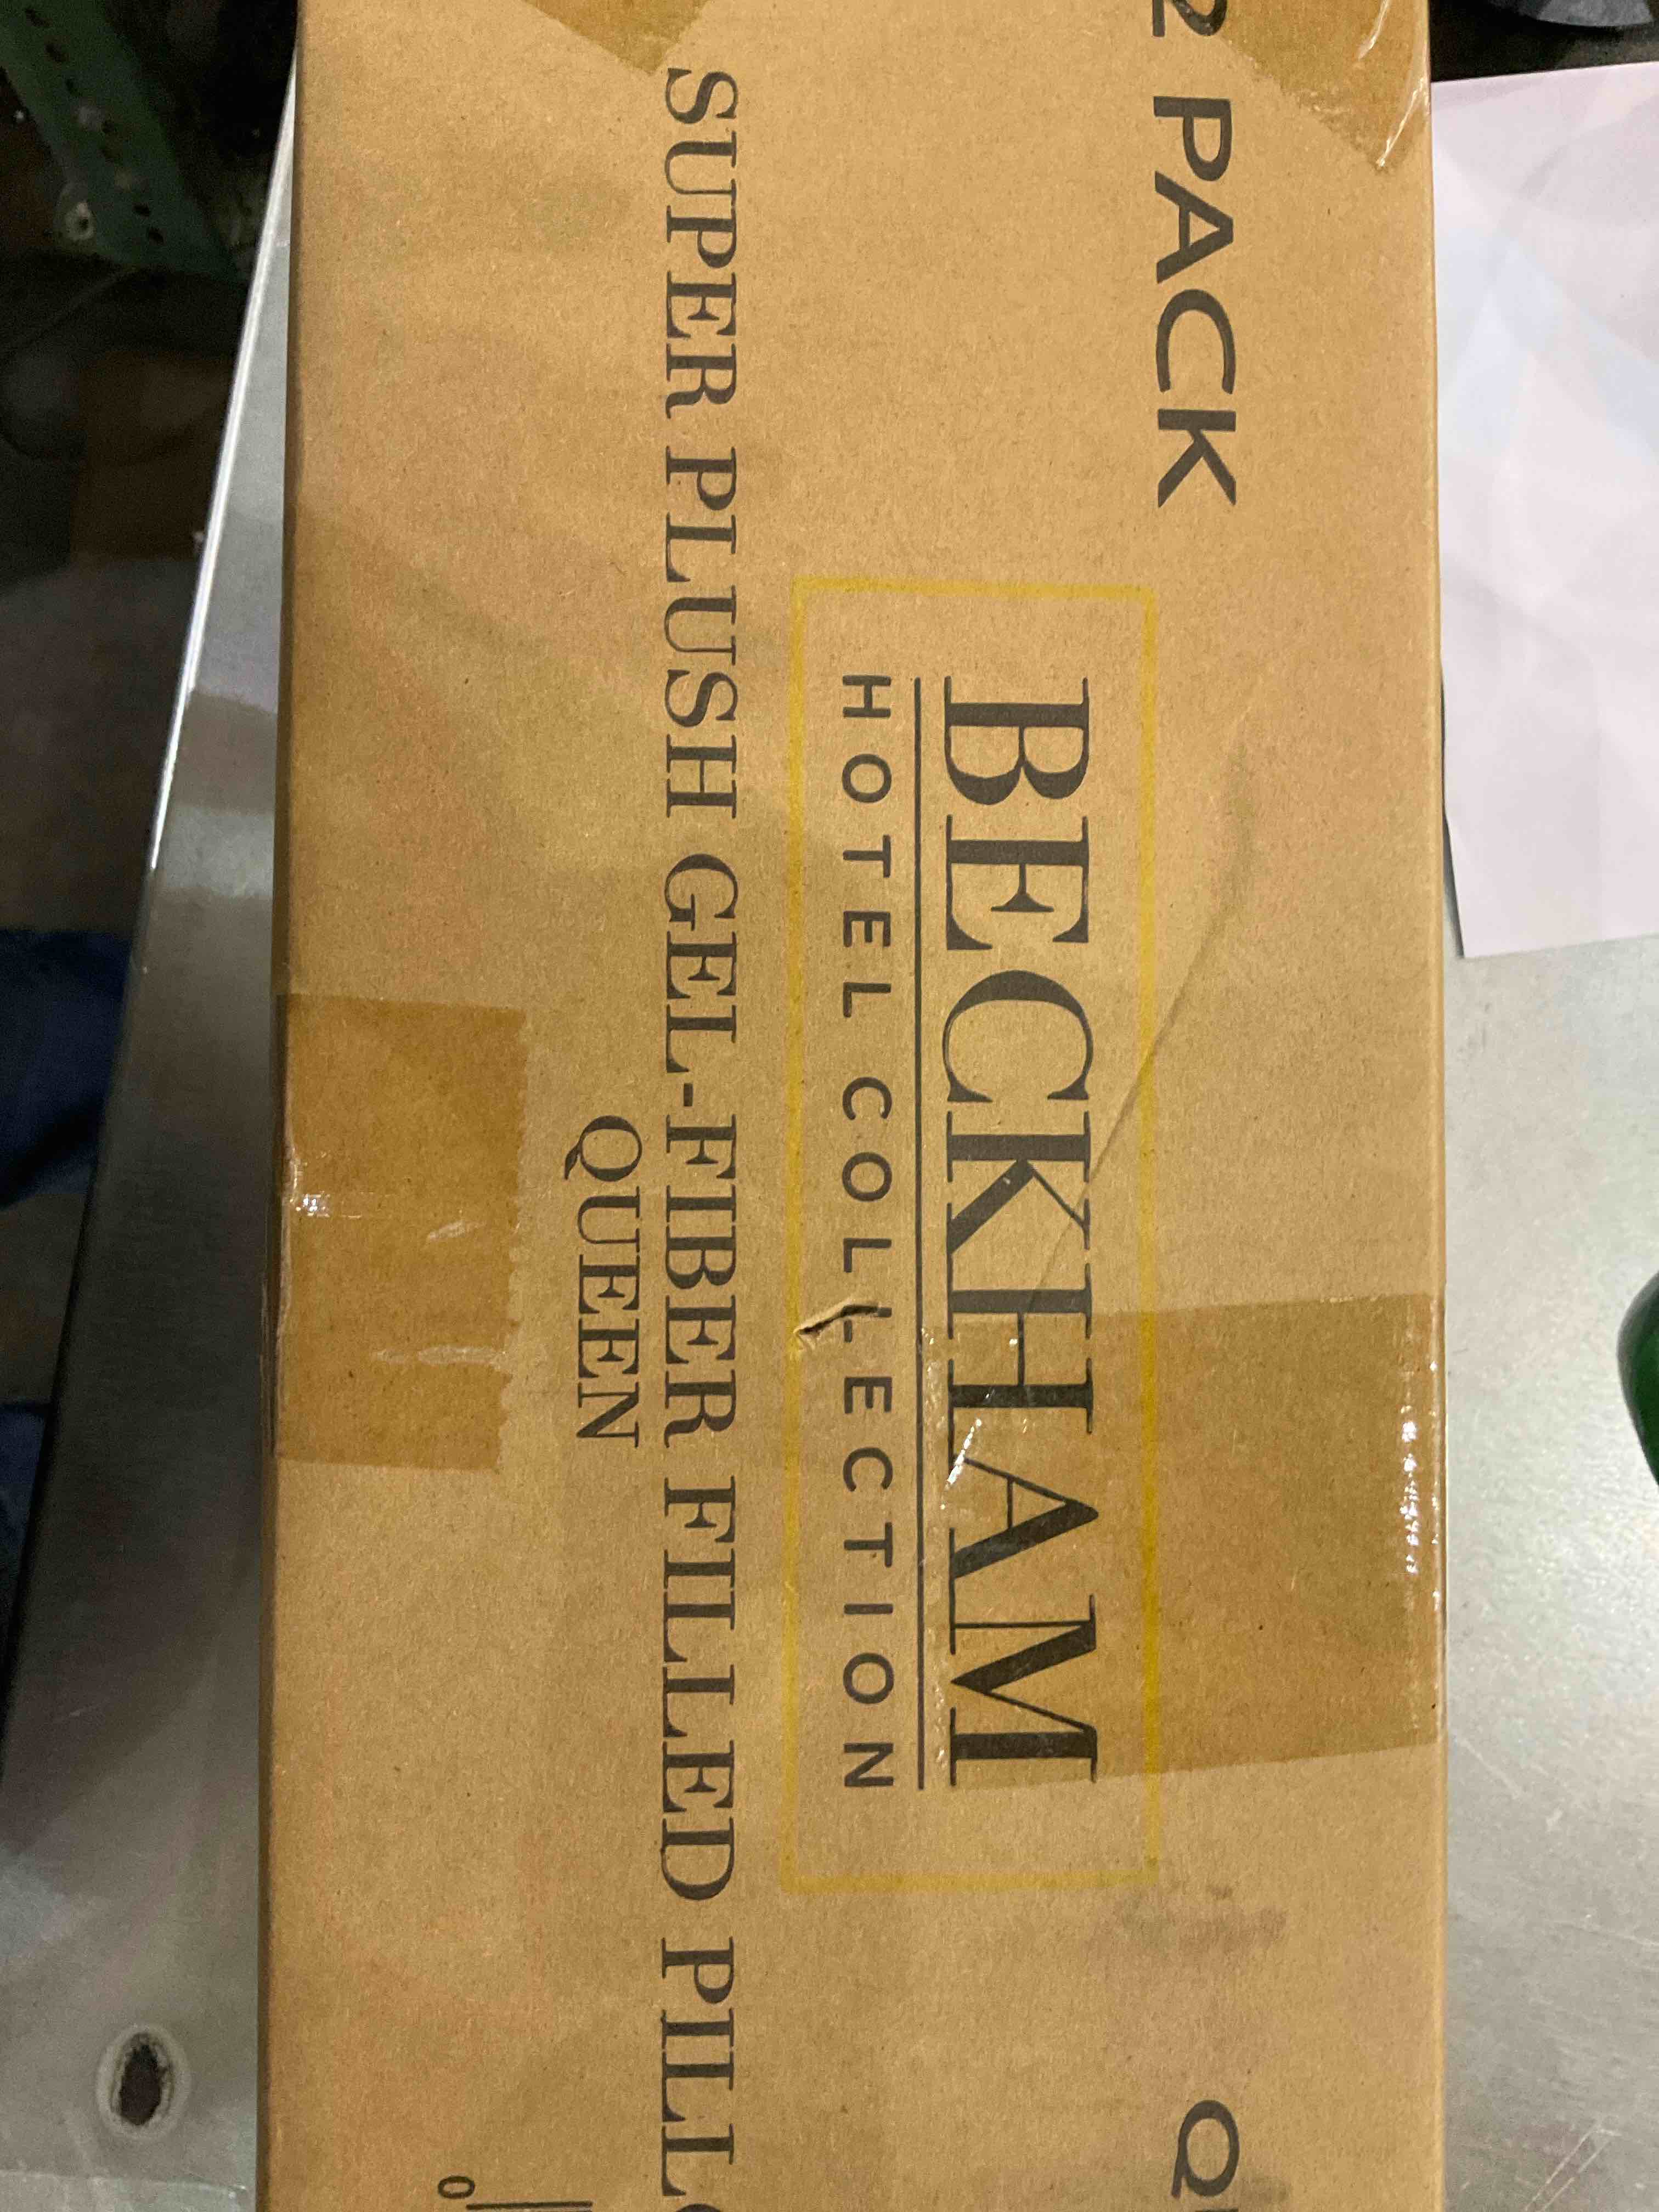 2 PACK
BECKHAM
HOTEL COLLECTION
SUPER PLUSH GEL-FIBER FILLED PILL
QUEEN